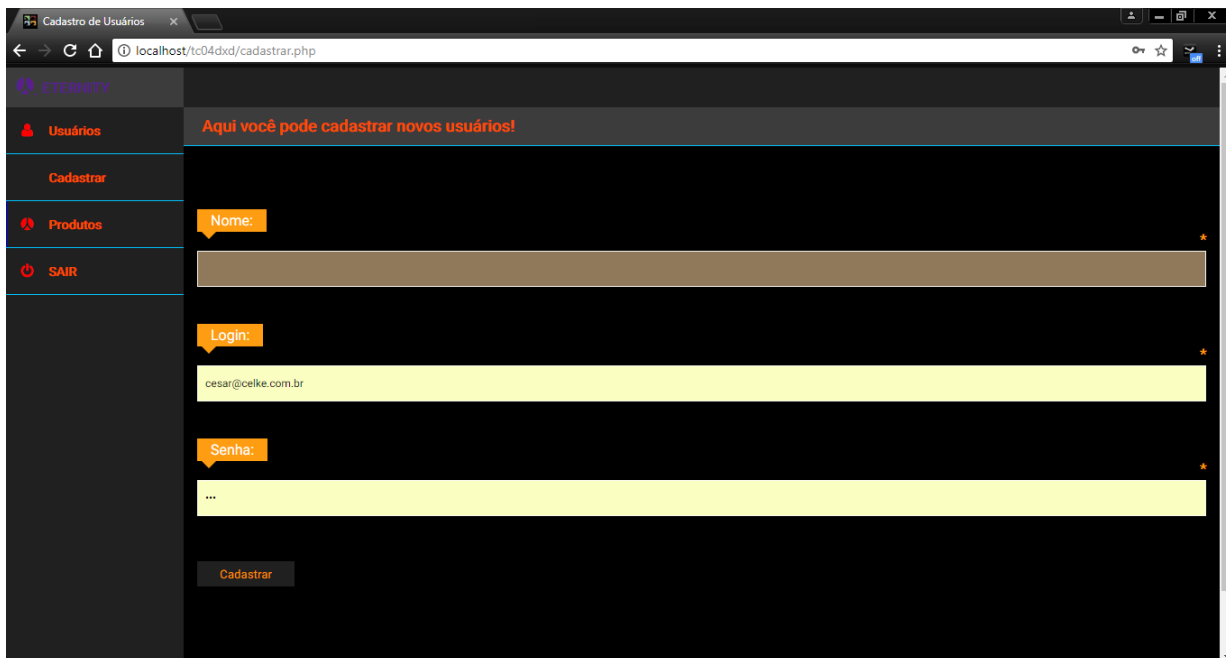 Cadastro de Usuários
localhost/tc04dxd/cadastrar.php
off
Usuários
Aqui você pode cadastrar novos usuários!
Cadastrar
Produtos
SAIR
Nome:
*
Login:
*
cesar@celke.com.br
Senha:
*
•••
Cadastrar